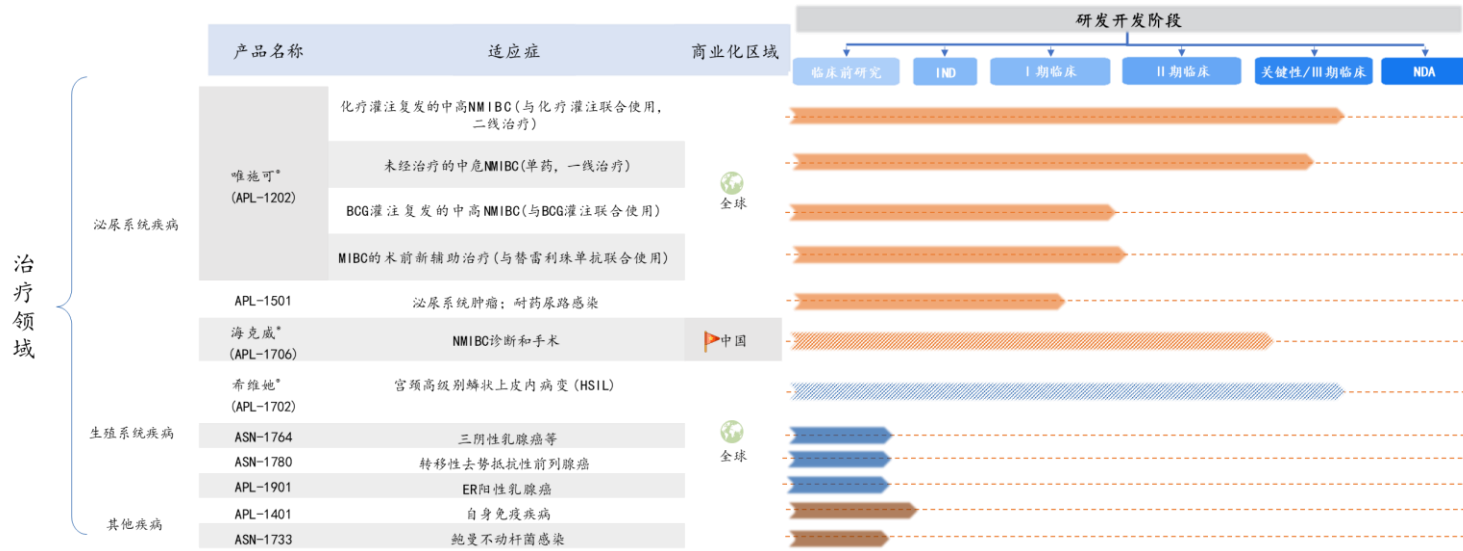 研发开发阶段
产品名称 适应症 商业化区域
临床前研究 IND I期临床 II期临床 关键性/III期临床 NDA
治疗领域
泌尿系统疾病
唯施可*
(APL-1202)
化疗灌注复发的中高NMIBC(与化疗灌注联合使用,
二线治疗)
未经治疗的中危NMIBC(单药, 一线治疗)
BCG灌注复发的中高NMIBC(与BCG灌注联合使用)
MIBC的术前新辅助治疗(与替雷利珠单抗联合使用)
全球
APL-1501 泌尿系统肿瘤; 耐药尿路感染
海克威*
(APL-1706)
NMIBC诊断和手术
中国
生殖系统疾病
希维她*
(APL-1702)
宫颈高级别鳞状上皮内病变(HSIL)
ASN-1764 三阴性乳腺癌等
全球
ASN-1780 转移性去势抵抗性前列腺癌
APL-1901 ER阳性乳腺癌
其他疾病
APL-1401 自身免疫疾病
ASN-1733 鲍曼不动杆菌感染